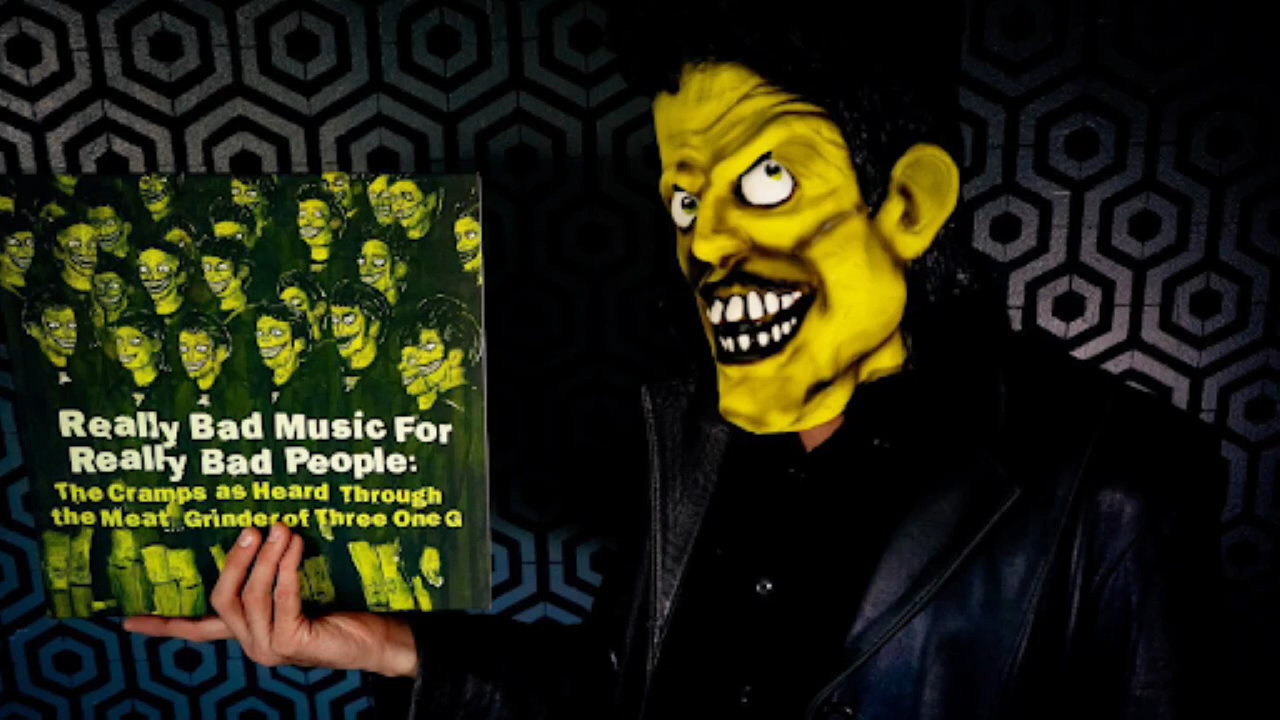 Really Bad Music For
Really Bad People:
The Cramps as Heard Through
the Meat Grinder of Three One G